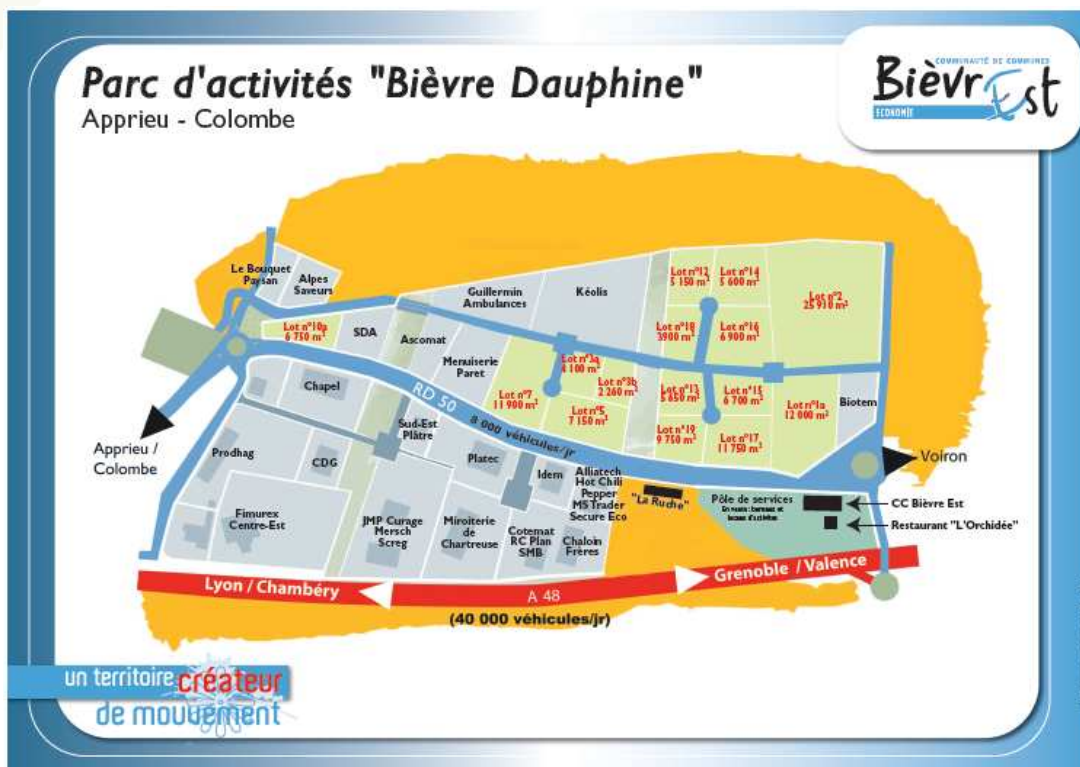 Parc d'activités "Bièvre Dauphine"
Apprieu - Colombe
COMMUNAUTÉ DE COMMUNES
Bièvr Est
ECONOMIE
Le Bouquet
Paysan
Alpes
Saveurs
Guillermin
Ambulances
Kéolis
Lot n°12
5 150 m²
Lot n°14
5 600 m²
Lot n°2
25 910 m²
Lot n°10a
6 750 m²
SDA
Ascomat
Menuiserie
Paret
Lot n°18
3900 m²
Lot n°16
6 900 m²
Lot n°3a
4 100 m²
Lot n°3b
2 260 m²
Lot n°7
11 900 m²
Lot n°5
7 150 m²
Lot n°13
5 650 m²
Lot n°15
6 700 m²
Lot n°1a
12 000 m²
Biotem
Lot n°19
9 750 m²
Lot n°17
11 750 m²
Chapel
RD 50
8 000 véhicules/jr
Apprieu /
Colombe
Prodhag
CDG
Sud-Est
Plâtre
Platec
Idem
Alliatech
Hot Chili
Pepper
MS Trader
Secure Eco
"La Ruche"
Pôle de services
Voiron
CC Bièvre Est
Restaurant "L'Orchidée"
Fimurex
Centre-Est
JMP Curage
Mersch
Screg
Miroiterie
de
Chartreuse
Cotemat
RC Plan
SMB
Chaloin
Frères
Lyon / Chambéry
A 48
Grenoble / Valence
(40 000 véhicules/jr)
un territoire créateur
de mouvement